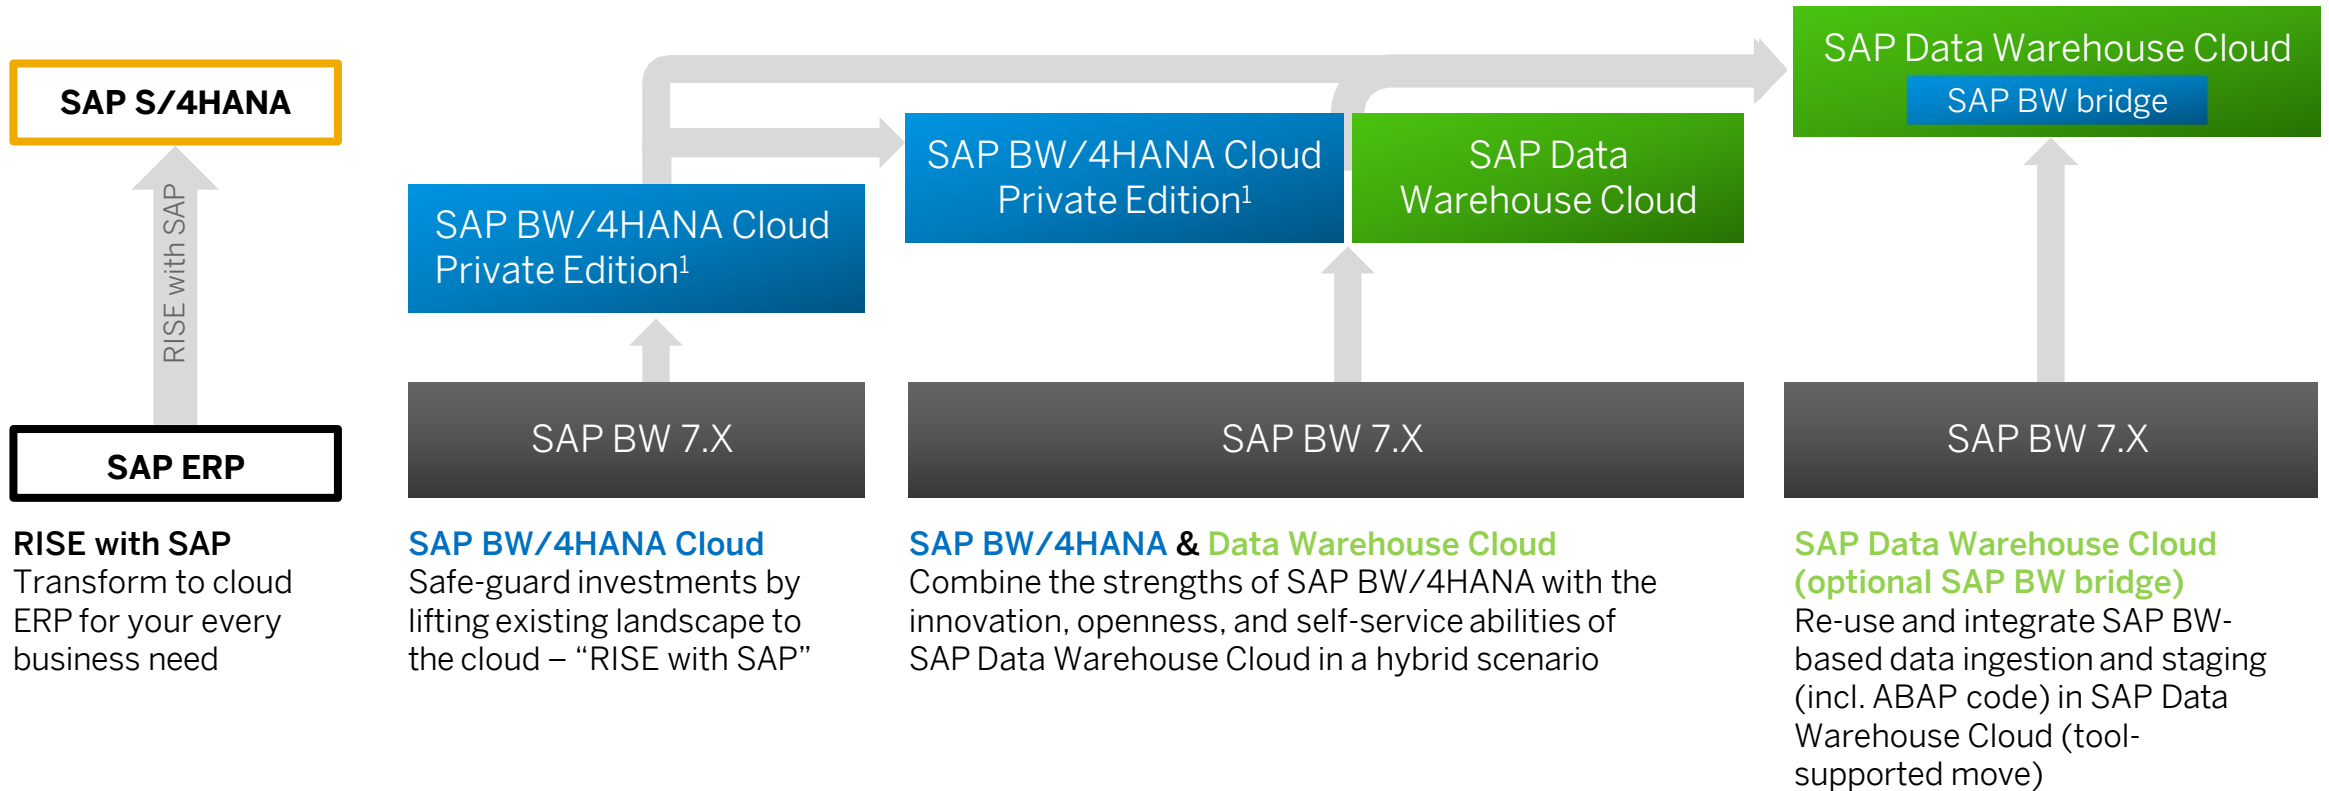 SAP S/4HANA
RISE with SAP
SAP ERP
RISE with SAP
Transform to cloud
ERP for your every
business need
SAP BW/4HANA Cloud
Private Edition¹
SAP BW 7.X
SAP BW/4HANA Cloud
Safe-guard investments by
lifting existing landscape to
the cloud – “RISE with SAP”
SAP BW/4HANA Cloud
Private Edition¹
SAP Data
Warehouse Cloud
SAP BW 7.X
SAP BW/4HANA & Data Warehouse Cloud
Combine the strengths of SAP BW/4HANA with the
innovation, openness, and self-service abilities of
SAP Data Warehouse Cloud in a hybrid scenario
SAP Data Warehouse Cloud
SAP BW bridge
SAP BW 7.X
SAP Data Warehouse Cloud
(optional SAP BW bridge)
Re-use and integrate SAP BW-
based data ingestion and staging
(incl. ABAP code) in SAP Data
Warehouse Cloud (tool-
supported move)